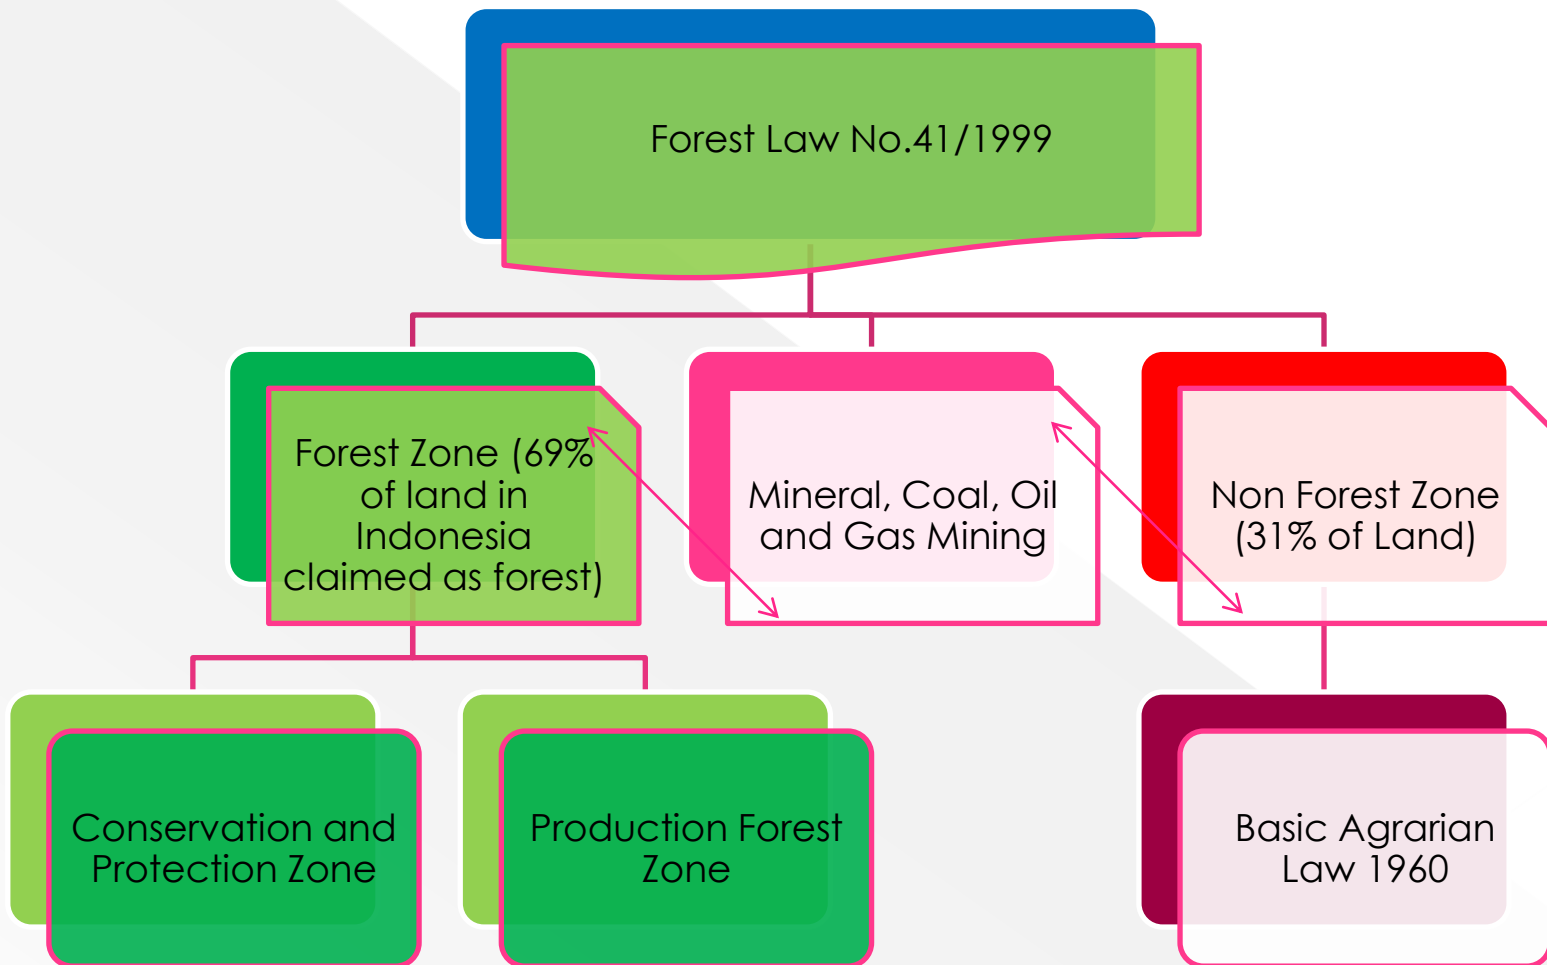 Forest Law No.41/1999
Forest Zone (69%
of land in
Indonesia
claimed as forest)
Mineral, Coal, Oil
and Gas Mining
Non Forest Zone
(31% of Land)
Conservation and
Protection Zone
Production Forest
Zone
Basic Agrarian
Law 1960